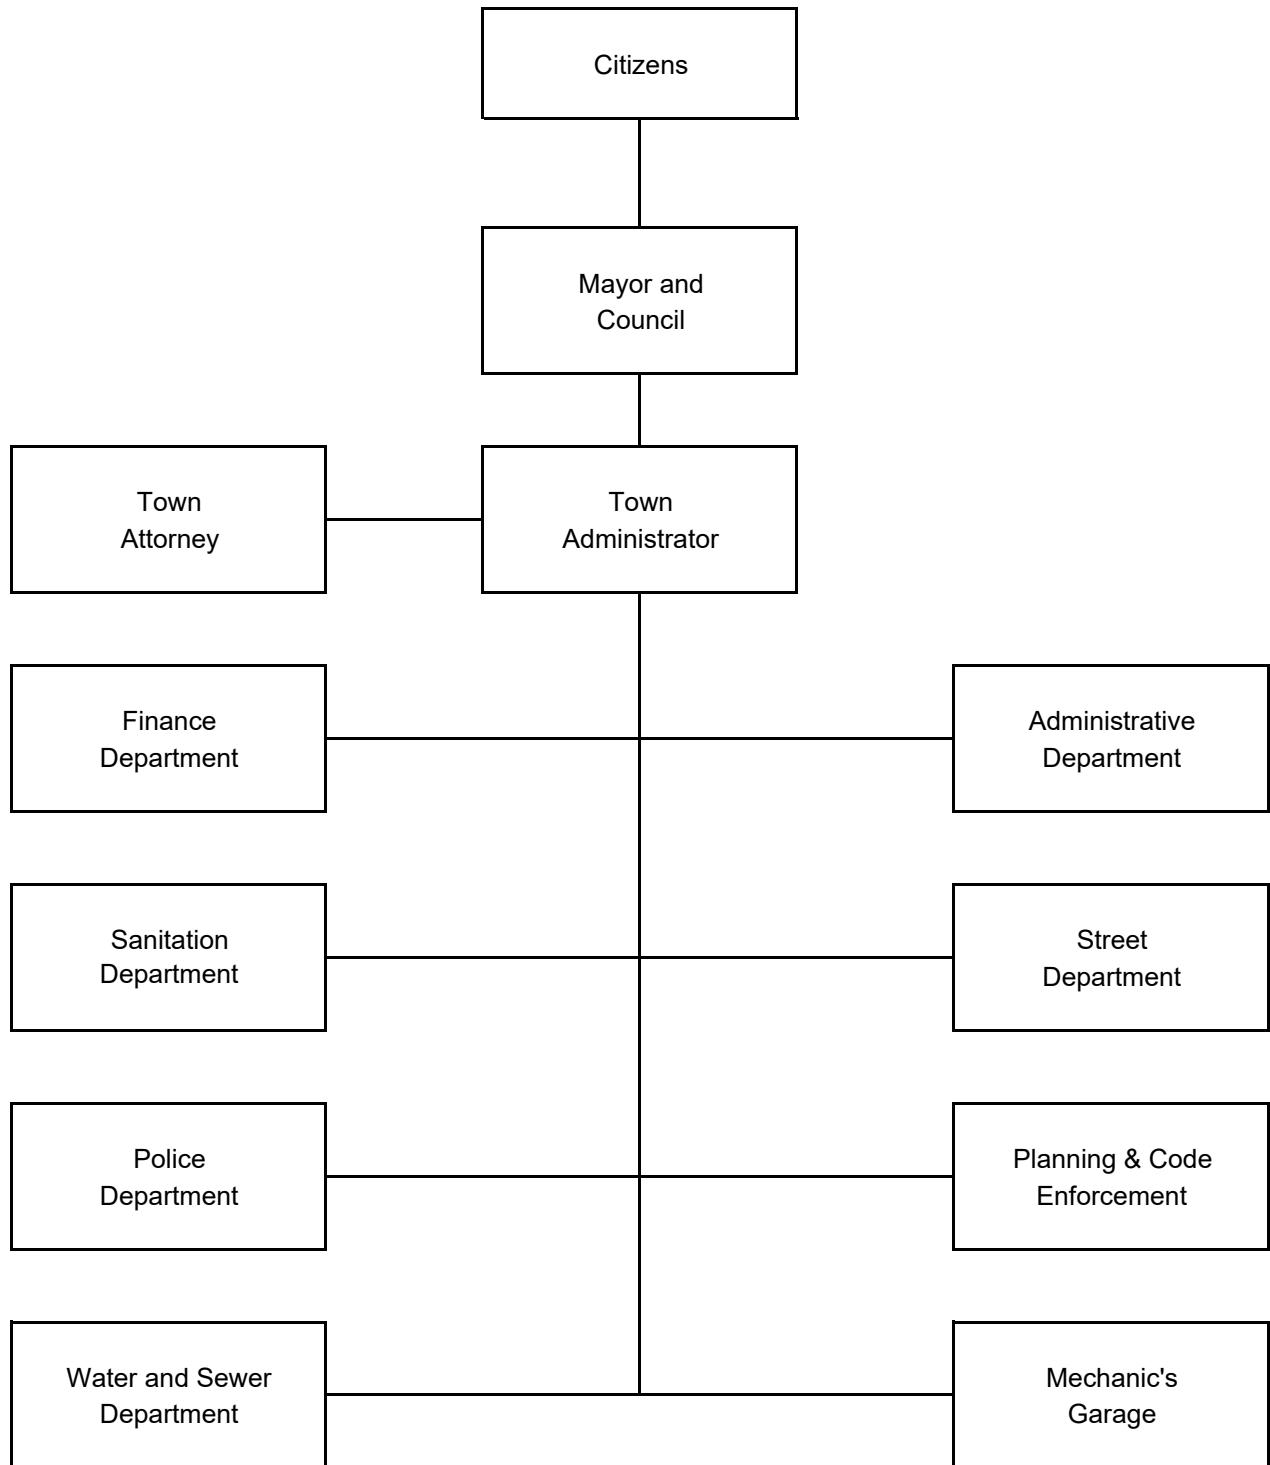 Citizens
Mayor and
Council
Town
Attorney
Town
Administrator
Finance
Department
Administrative
Department
Sanitation
Department
Street
Department
Police
Department
Planning & Code
Enforcement
Water and Sewer
Department
Mechanic's
Garage